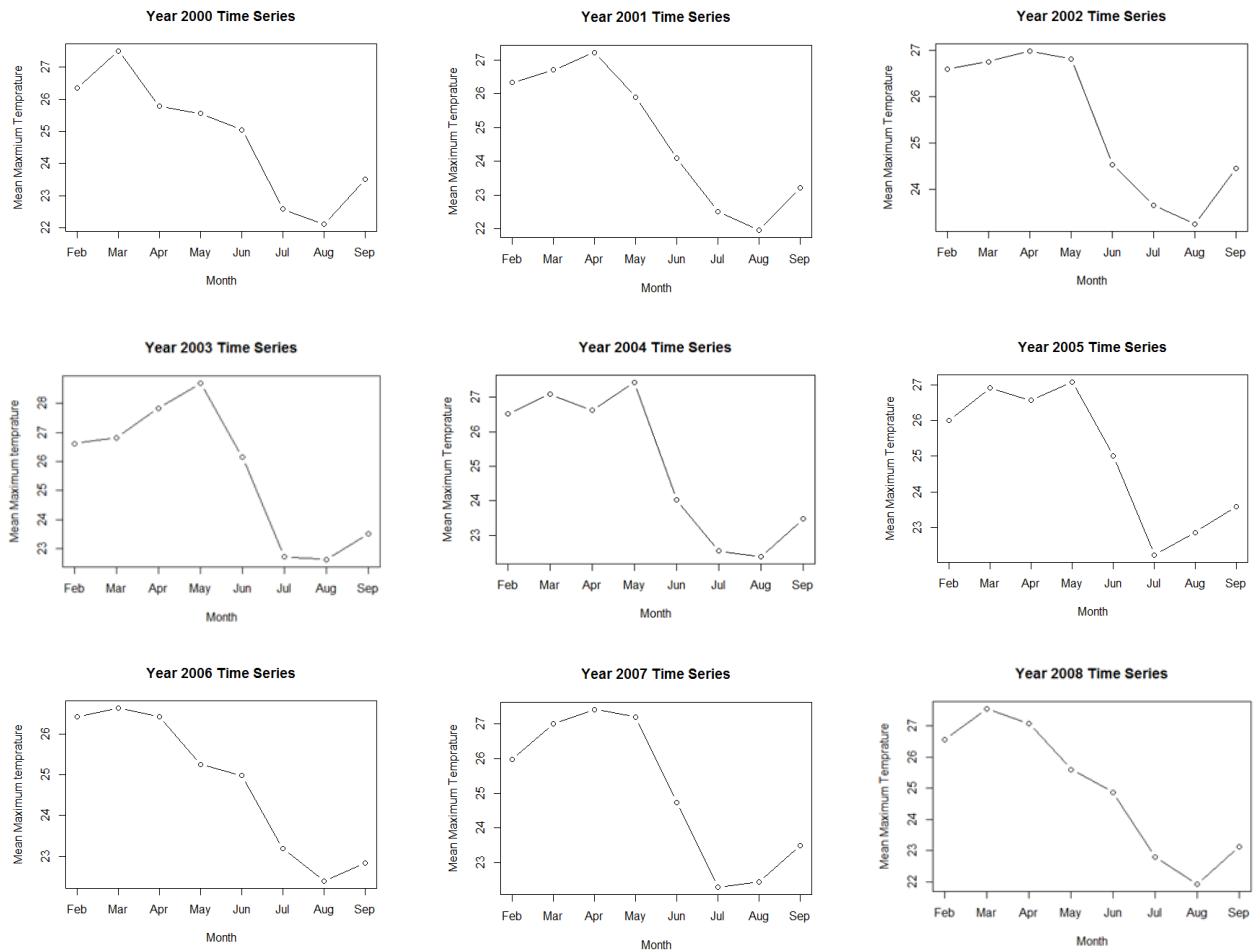 Year 2000 Time Series
Mean Maxmium Temprature
27
26
25
24
23
22
Feb Mar Apr May Jun Jul Aug Sep
Month
Year 2001 Time Series
Mean Maximum Temprature
27
26
25
24
23
22
Feb Mar Apr May Jun Jul Aug Sep
Month
Year 2002 Time Series
Mean Maximum Temprature
27
26
25
24
Feb Mar Apr May Jun Jul Aug Sep
Month
Year 2003 Time Series
Mean Maximum temprature
28
27
26
25
24
23
Feb Mar Apr May Jun Jul Aug Sep
Month
Year 2004 Time Series
Mean Maximum Temprature
27
26
25
24
23
Feb Mar Apr May Jun Jul Aug Sep
Month
Year 2005 Time Series
Mean Maximum Temprature
27
26
25
24
23
Feb Mar Apr May Jun Jul Aug Sep
Month
Year 2006 Time Series
Mean Maximum temprature
26
25
24
23
Feb Mar Apr May Jun Jul Aug Sep
Month
Year 2007 Time Series
Mean Maximum Temprature
27
26
25
24
23
Feb Mar Apr May Jun Jul Aug Sep
Month
Year 2008 Time Series
Mean Maximum Temprature
27
26
25
24
23
22
Feb Mar Apr May Jun Jul Aug Sep
Month